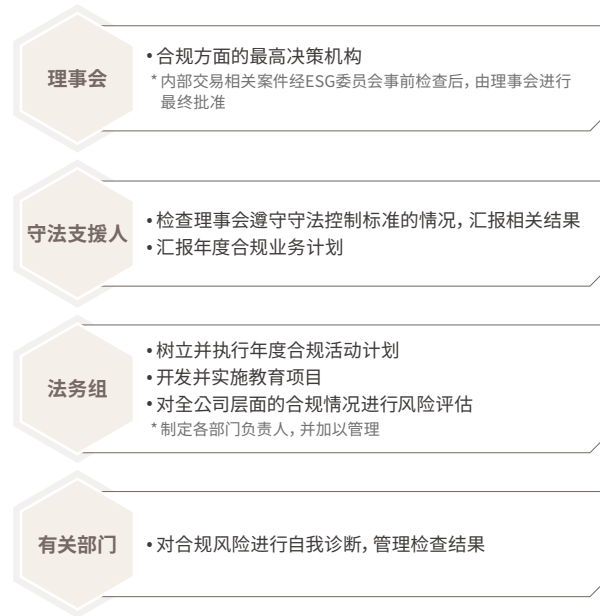 理事会
• 合规方面的最高决策机构
* 内部交易相关案件经ESG委员会事前检查后, 由理事会进行
最终批准
守法支援人
• 检查理事会遵守守法控制标准的情况, 汇报相关结果
• 汇报年度合规业务计划
法务组
• 树立并执行年度合规活动计划
• 开发并实施教育项目
• 对全公司层面的合规情况进行风险评估
* 制定各部门负责人, 并加以管理
有关部门
• 对合规风险进行自我诊断, 管理检查结果